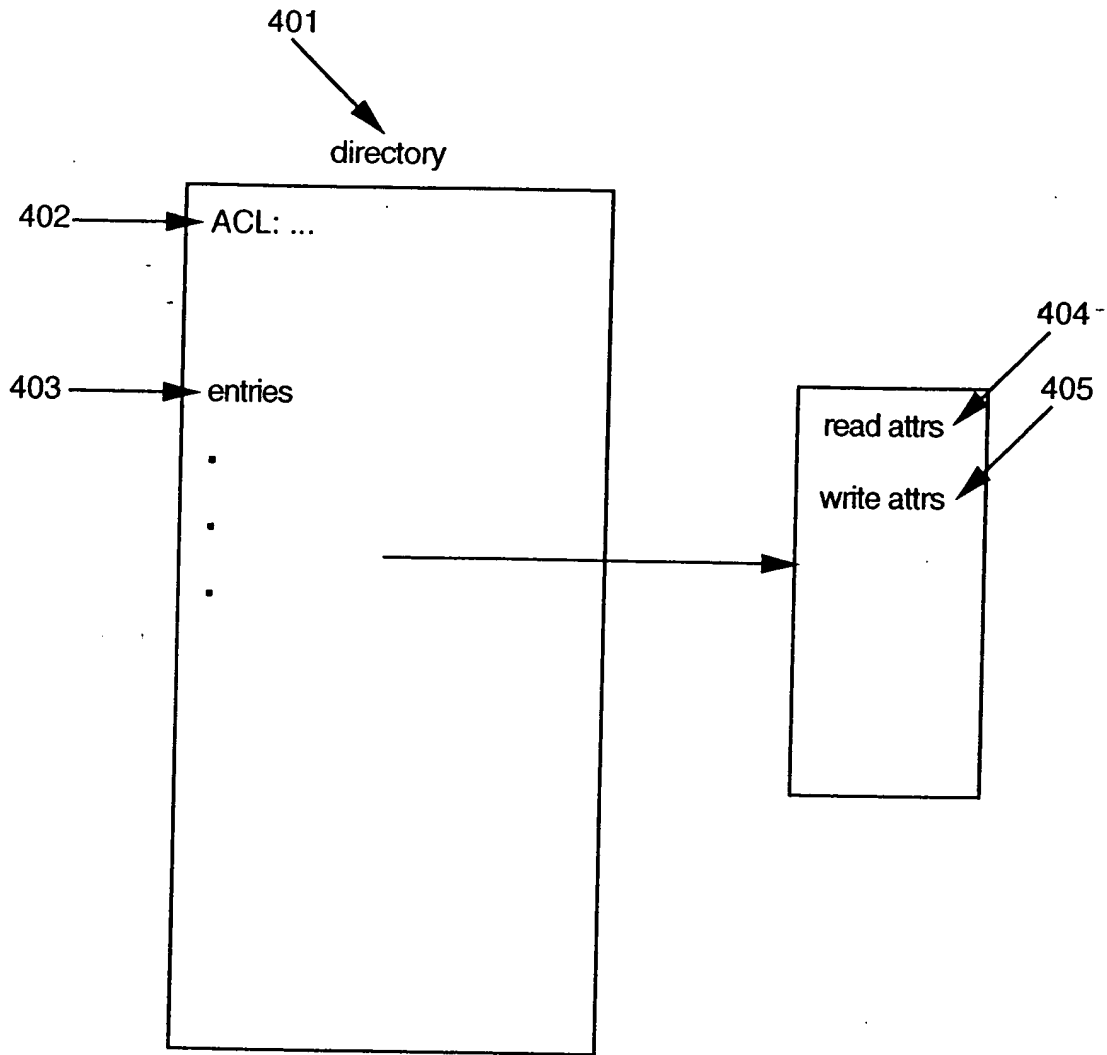 401
directory
402
ACL: ...
404
403
entries
405
read attrs
write attrs